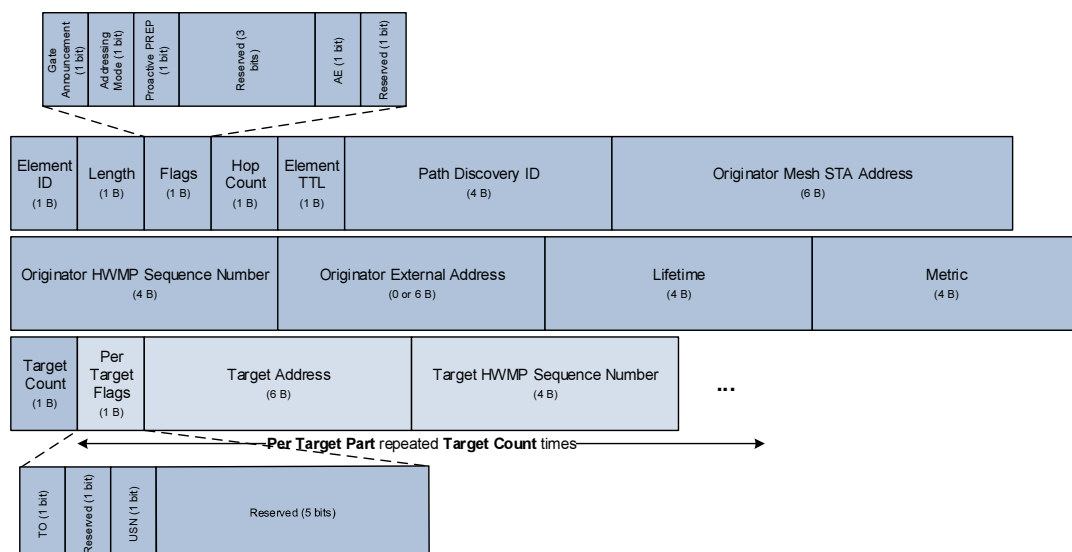 Gate
Announcement
(1 bit)
Addressing
Mode (1 bit)
Proactive PREP
(1 bit)
Reserved (3
bits)
AE (1 bit)
Reserved (1 bit)
Element
ID
(1 B)
Length
(1 B)
Flags
(1 B)
Hop
Count
(1 B)
Element
TTL
(1 B)
Path Discovery ID
(4 B)
Originator Mesh STA Address
(6 B)
Originator HWMP Sequence Number
(4 B)
Originator External Address
(0 or 6 B)
Lifetime
(4 B)
Metric
(4 B)
Target
Count
(1 B)
Per
Target
Flags
(1 B)
Target Address
(6 B)
Target HWMP Sequence Number
(4 B)
...
Per Target Part repeated Target Count times
TO (1 bit)
Reserved (1 bit)
USN (1 bit)
Reserved (5 bits)